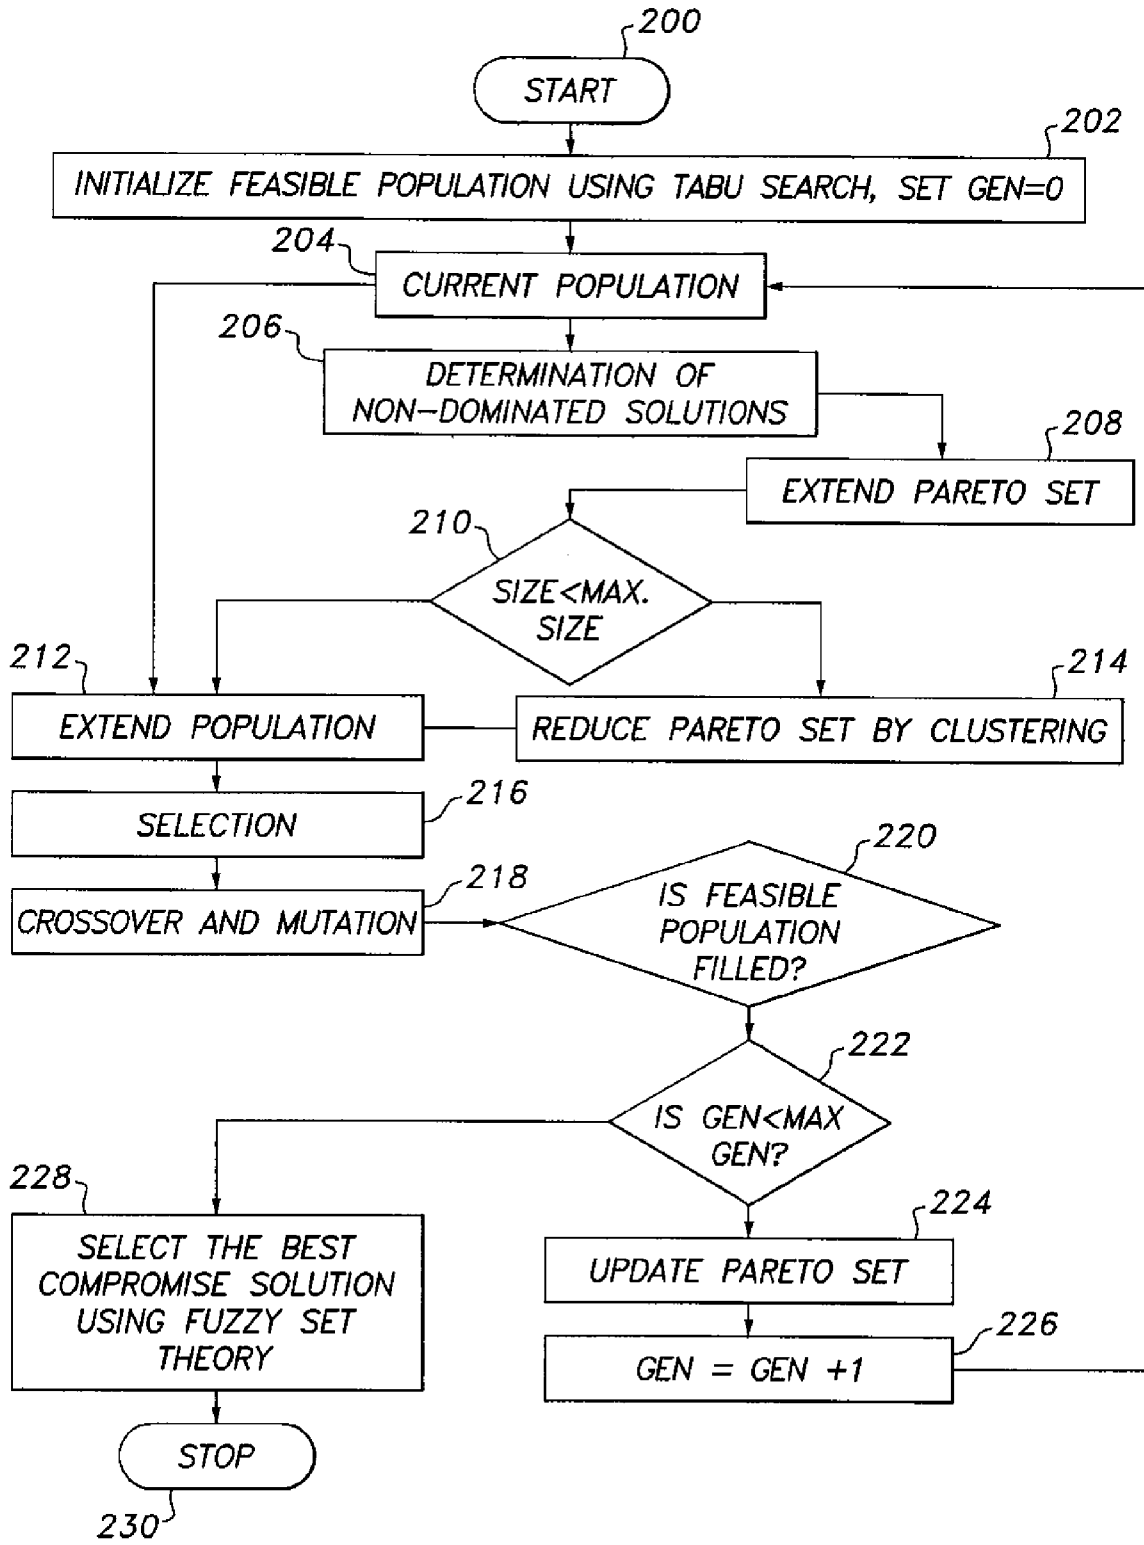 200
START
202
INITIALIZE FEASIBLE POPULATION USING TABU SEARCH, SET GEN=0
204
CURRENT POPULATION
206
DETERMINATION OF
NON-DOMINATED SOLUTIONS
208
EXTEND PARETO SET
210
SIZE<MAX.
SIZE
212
EXTEND POPULATION
214
REDUCE PARETO SET BY CLUSTERING
216
SELECTION
218
CROSSOVER AND MUTATION
220
IS FEASIBLE
POPULATION
FILLED?
222
IS GEN<MAX
GEN?
224
UPDATE PARETO SET
226
GEN = GEN +1
228
SELECT THE BEST
COMPROMISE SOLUTION
USING FUZZY SET
THEORY
STOP
230